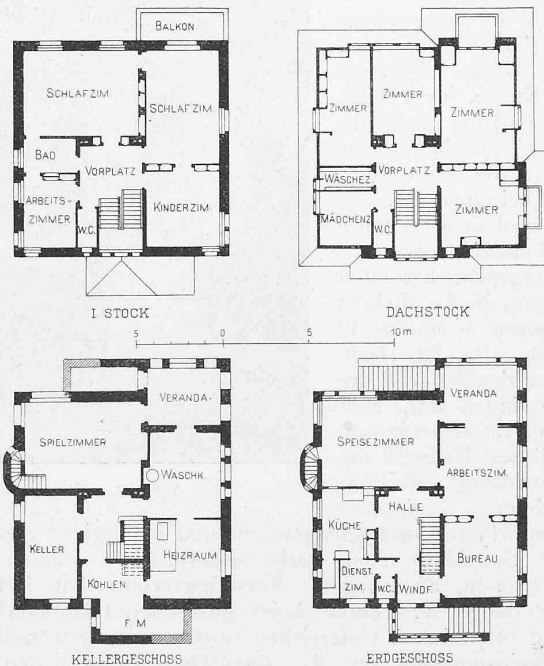 BALKON
SCHLAFZIM.
SCHLAFZIM.
BAD
VORPLATZ
ARBEITS-
ZIMMER
W.C.
KINDERZIM.
I. STOCK
ZIMMER
ZIMMER
ZIMMER
WÄSCHEZ.
VORPLATZ
MÄDCHENZ.
W.C.
ZIMMER
DACHSTOCK
5 0 5 10 m
VERANDA
SPIELZIMMER
WASCHK.
KELLER
HEIZRAUM
KOHLEN
F. M
KELLERGESCHOSS
VERANDA
SPEISEZIMMER
ARBEITSZIM.
HALLE
KÜCHE
DIENST.
ZIM.
W.C.
WINDF.
BUREAU
ERDGESCHOSS